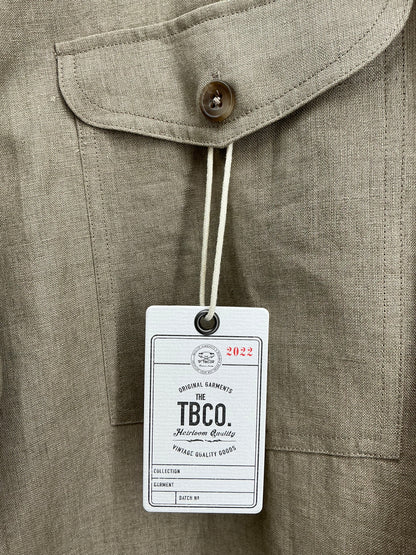 2022
ORIGINAL GARMENTS
THE
TBCO.
Heirloom Quality
VINTAGE QUALITY GOODS
COLLECTION
GARMENT
BATCH Nº